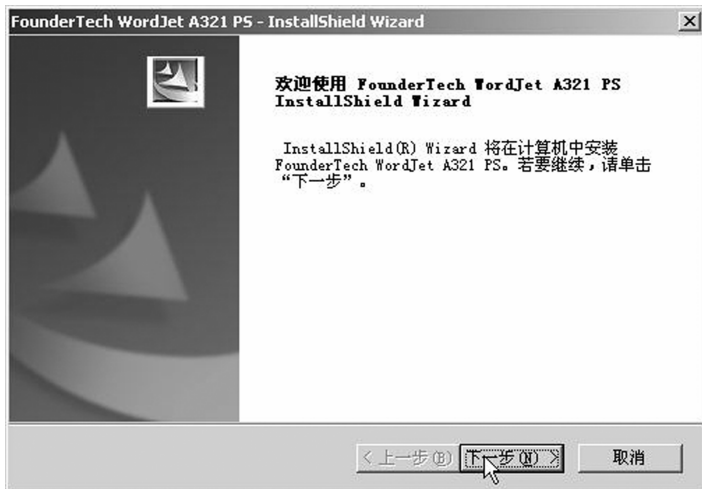 FounderTech WordJet A321 PS - InstallShield Wizard
欢迎使用 FounderTech WordJet A321 PS
InstallShield Wizard
InstallShield(R) Wizard 将在计算机中安装
FounderTech WordJet A321 PS。若要继续，请单击
“下一步”。
< 上一步(B) 下一步(N) > 取消